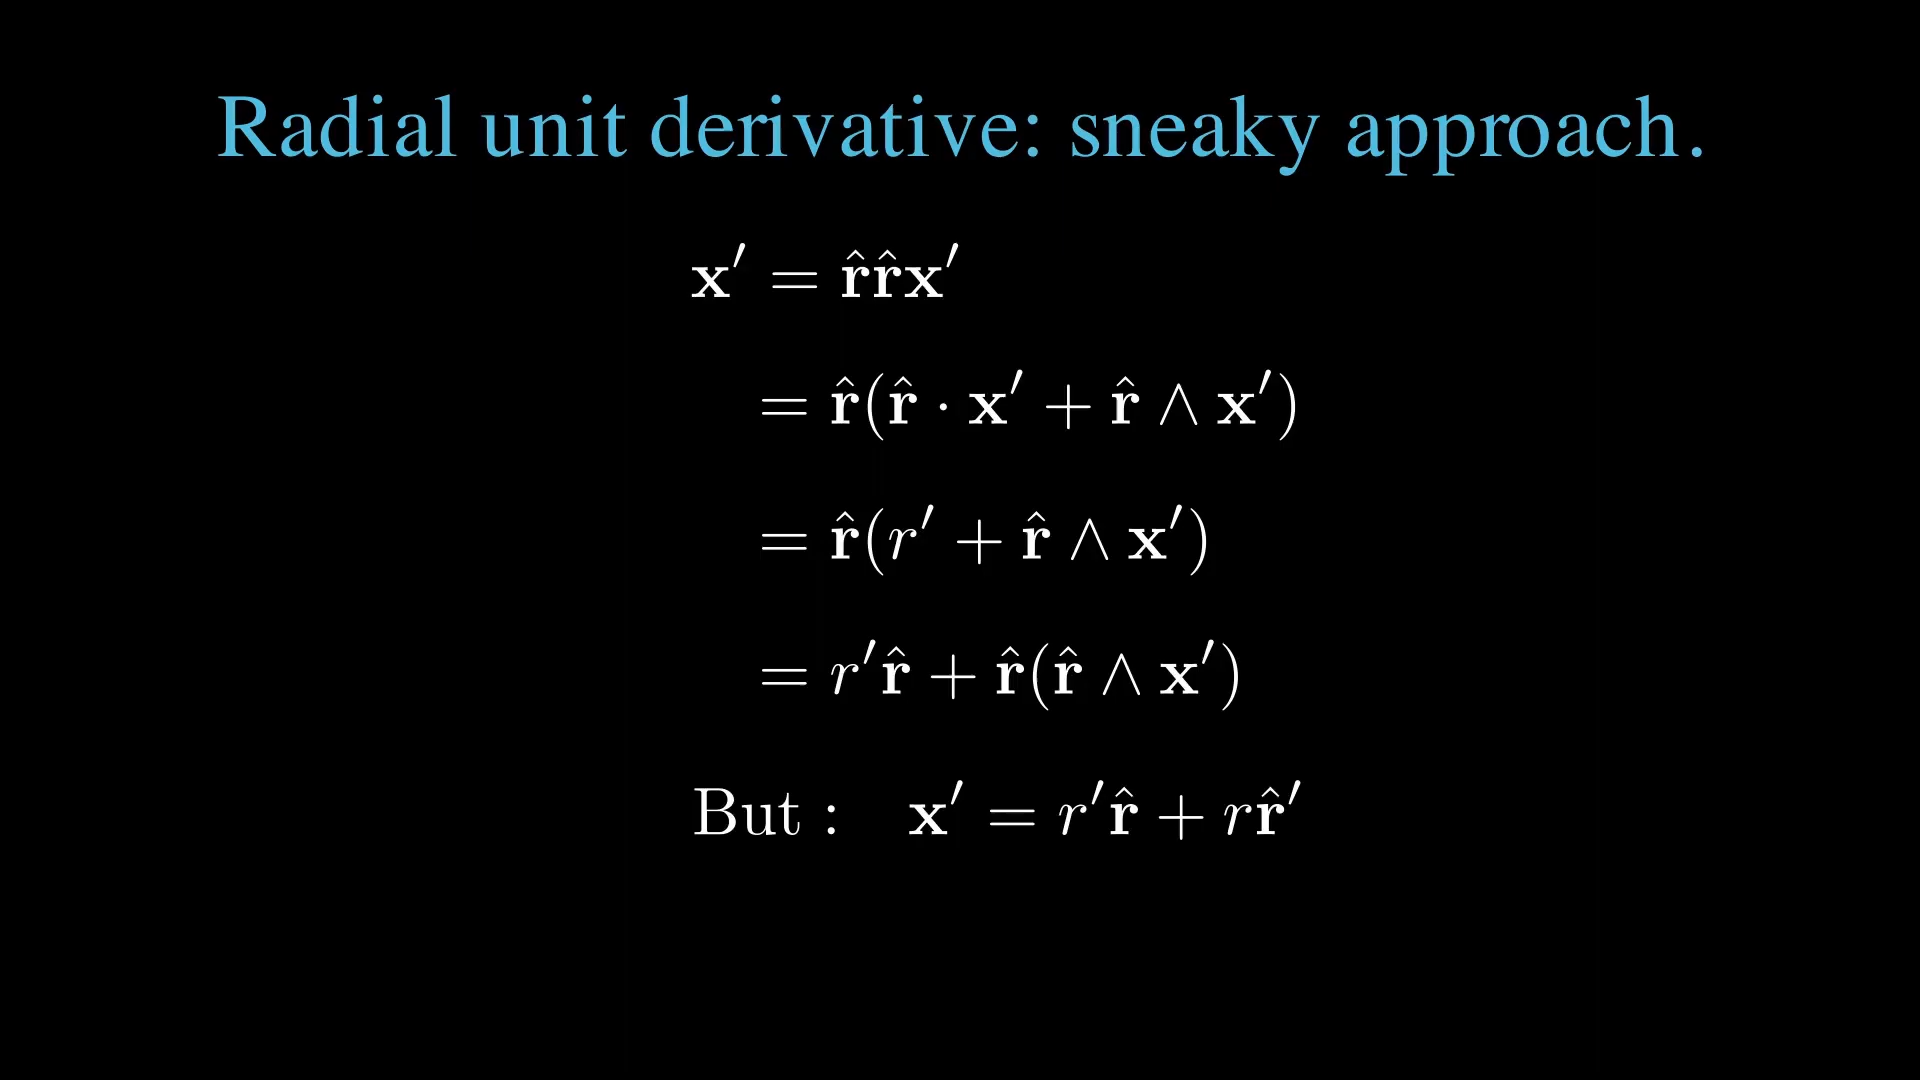 Radial unit derivative: sneaky approach.
𝐱′ = 𝐫̂𝐫̂𝐱′
= 𝐫̂(𝐫̂ · 𝐱′ + 𝐫̂ ∧ 𝐱′)
= 𝐫̂(r′ + 𝐫̂ ∧ 𝐱′)
= r′𝐫̂ + 𝐫̂(𝐫̂ ∧ 𝐱′)
But : 𝐱′ = r′𝐫̂ + r𝐫̂′